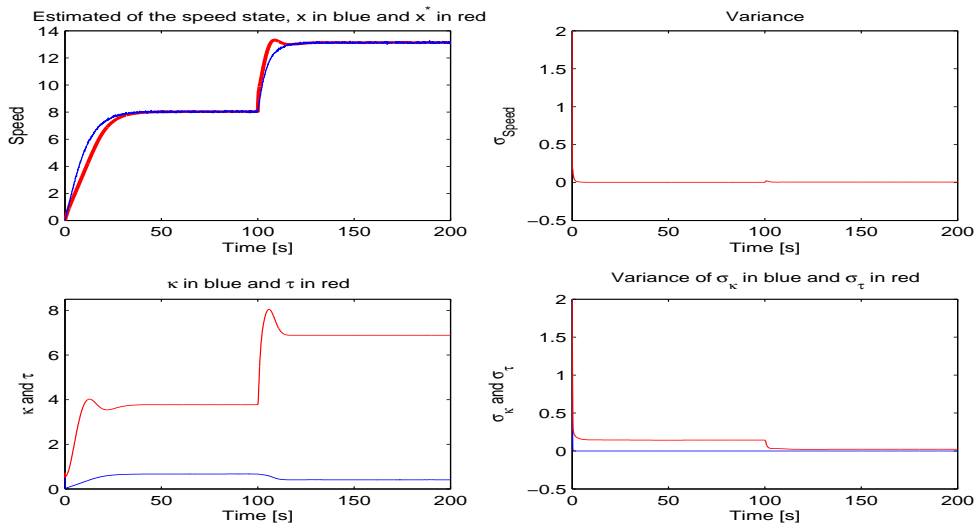 Estimated of the speed state, x in blue and x* in red
14
12
10
8
6
4
2
0
Speed
0 50 100 150 200
Time [s]
Variance
2
1.5
1
0.5
0
−0.5
σSpeed
0 50 100 150 200
Time [s]
κ in blue and τ in red
8
6
4
2
0
κ and τ
0 50 100 150 200
Time [s]
Variance of σκ in blue and στ in red
2
1.5
1
0.5
0
−0.5
σκ and στ
0 50 100 150 200
Time [s]